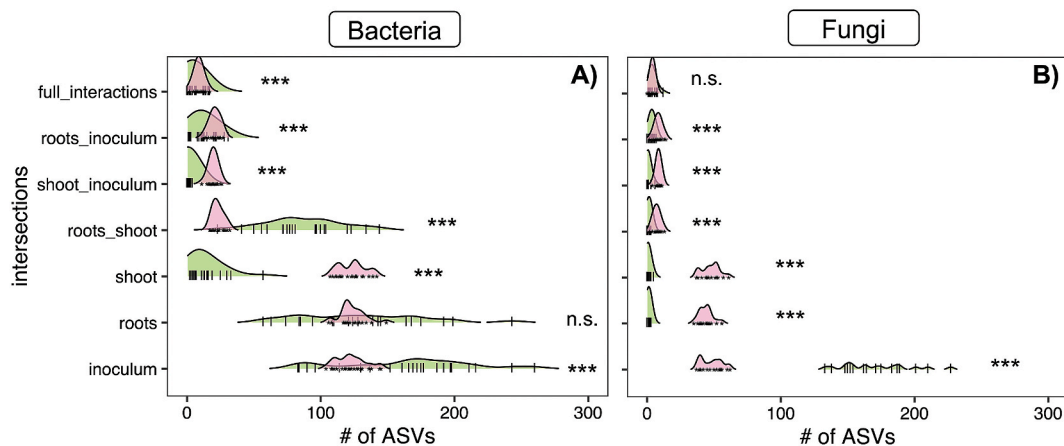 Bacteria
Fungi
A)
B)
intersections
full_interactions
***
n.s.
roots_inoculum
***
***
shoot_inoculum
***
***
roots_shoot
***
***
shoot
***
***
roots
n.s.
***
inoculum
***
***
0
100
200
300
0
100
200
300
# of ASVs
# of ASVs